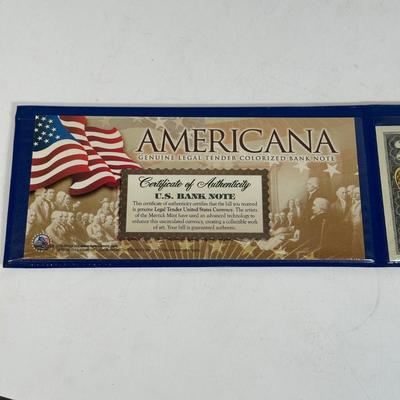 AMERICANA
GENUINE LEGAL TENDER COLORIZED BANK NOTE
Certificate of Authenticity
U.S. BANK NOTE
This certificate of authenticity certifies that the bill you received
is genuine Legal Tender United States Currency. The artists
of the Merrick Mint have used an advanced technology to
enhance this uncirculated currency, creating a collectible work
of art. Your bill is guaranteed authentic.